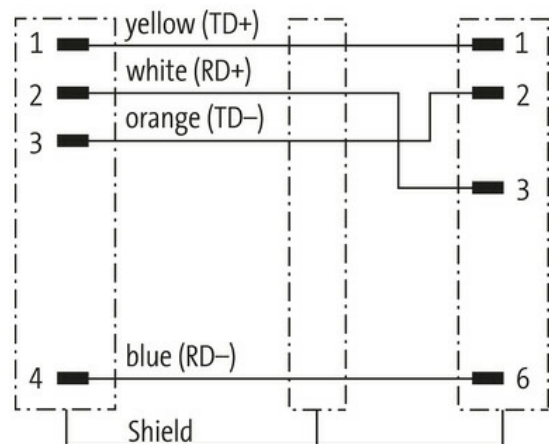 1 yellow (TD+) 1
2 white (RD+) 2
3 orange (TD–)
3
4 blue (RD–) 6
Shield